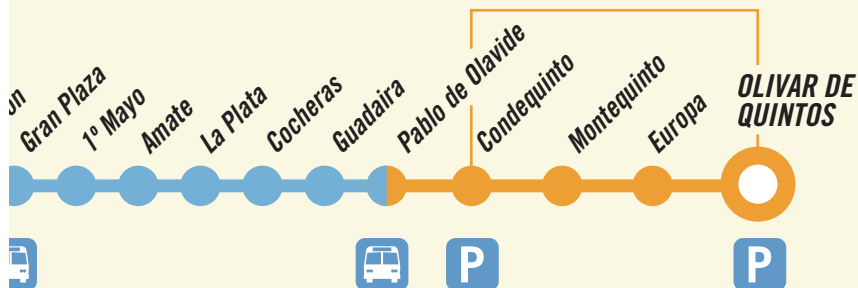 Gran Plaza
1º Mayo
Amate
La Plata
Cocheras
Guadaira
Pablo de Olavide
Condequinto
Montequinto
Europa
OLIVAR DE
QUINTOS
P
P